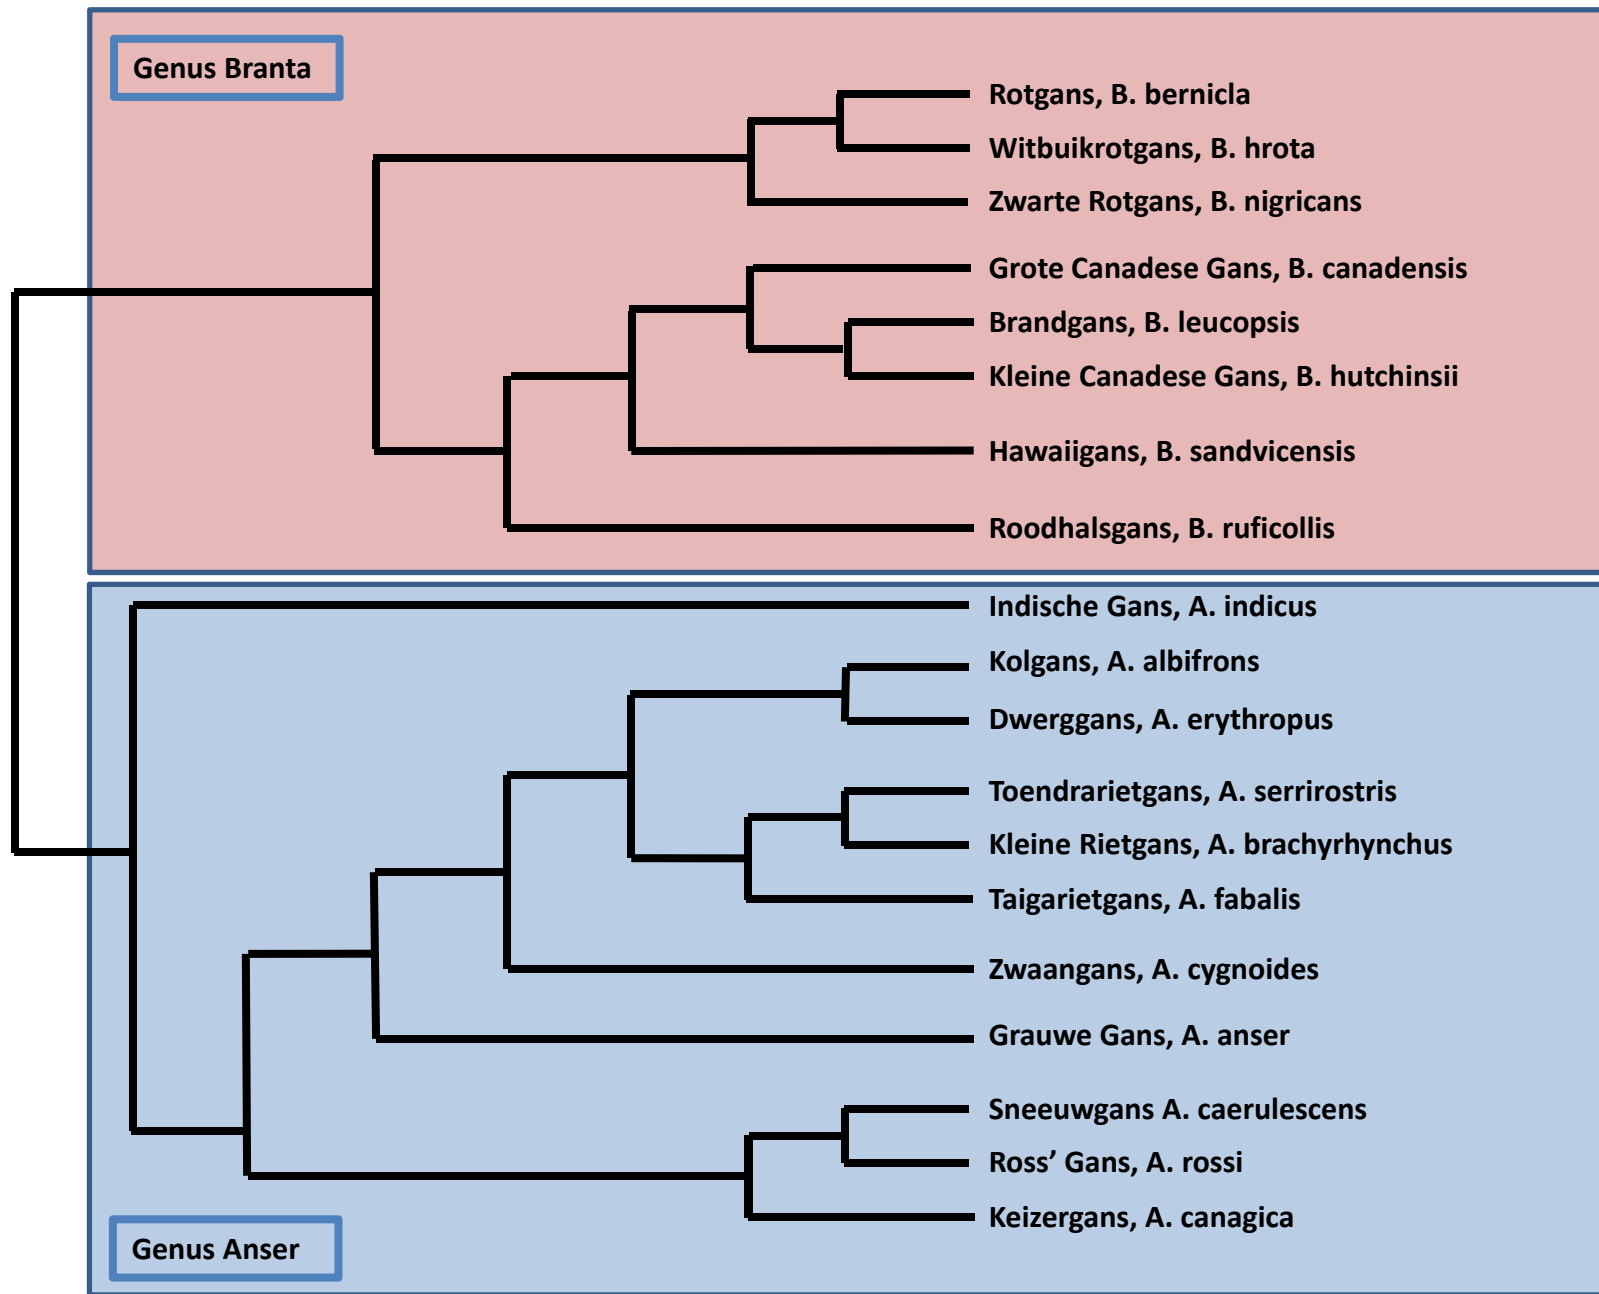 Genus Branta
Rotgans, B. bernicla
Witbuikrotgans, B. hrota
Zwarte Rotgans, B. nigricans
Grote Canadese Gans, B. canadensis
Brandgans, B. leucopsis
Kleine Canadese Gans, B. hutchinsii
Hawaiigans, B. sandvicensis
Roodhalsgans, B. ruficollis
Indische Gans, A. indicus
Kolgans, A. albifrons
Dwerggans, A. erythropus
Toendrarietgans, A. serrirostris
Kleine Rietgans, A. brachyrhynchus
Taigarietgans, A. fabalis
Zwaangans, A. cygnoides
Grauwe Gans, A. anser
Sneeuwgans A. caerulescens
Ross’ Gans, A. rossi
Keizergans, A. canagica
Genus Anser